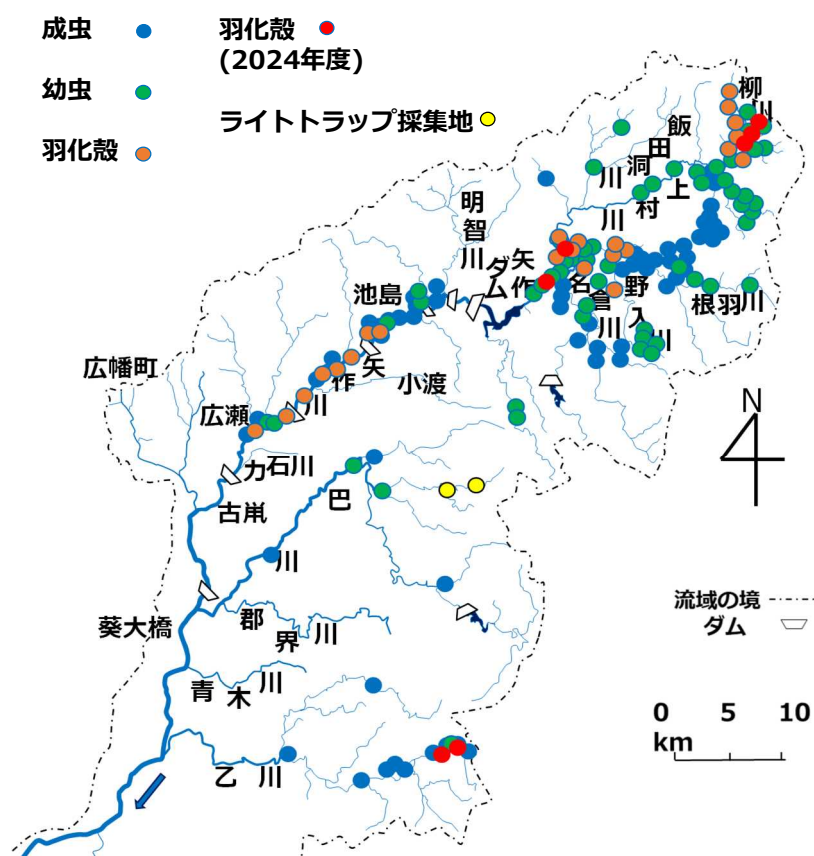 成虫
幼虫
羽化殻
羽化殻
(2024年度)
ライトトラップ採集地
柳川
飯田洞川
上村川
明智川
矢作ダム
名倉川
野入川
根羽川
池島
矢作川
小渡
広幡町
広瀬
力石川
古鼡
巴川
N
流域の境
ダム
葵大橋
郡界川
青木川
乙川
0 5 10
km